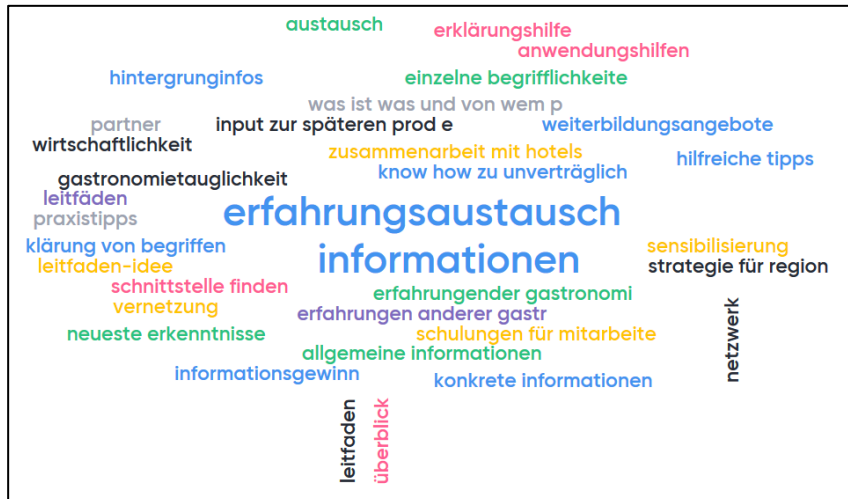 austausch
erklärungshilfe
anwendungshilfen
hintergrunginfos
einzelne begrifflichkeite
was ist was und von wem p
partner
input zur späteren prod e
weiterbildungsangebote
wirtschaftlichkeit
zusammenarbeit mit hotels
hilfreiche tipps
know how zu unverträglich
gastronomietauglichkeit
leitfäden
erfahrungsaustausch
praxistipps
klärung von begriffen
informationen
sensibilisierung
leitfaden-idee
strategie für region
schnittstelle finden
erfahrungender gastronomi
vernetzung
erfahrungen anderer gastr
neueste erkenntnisse
schulungen für mitarbeite
netzwerk
allgemeine informationen
informationsgewinn
konkrete informationen
leitfaden
überblick